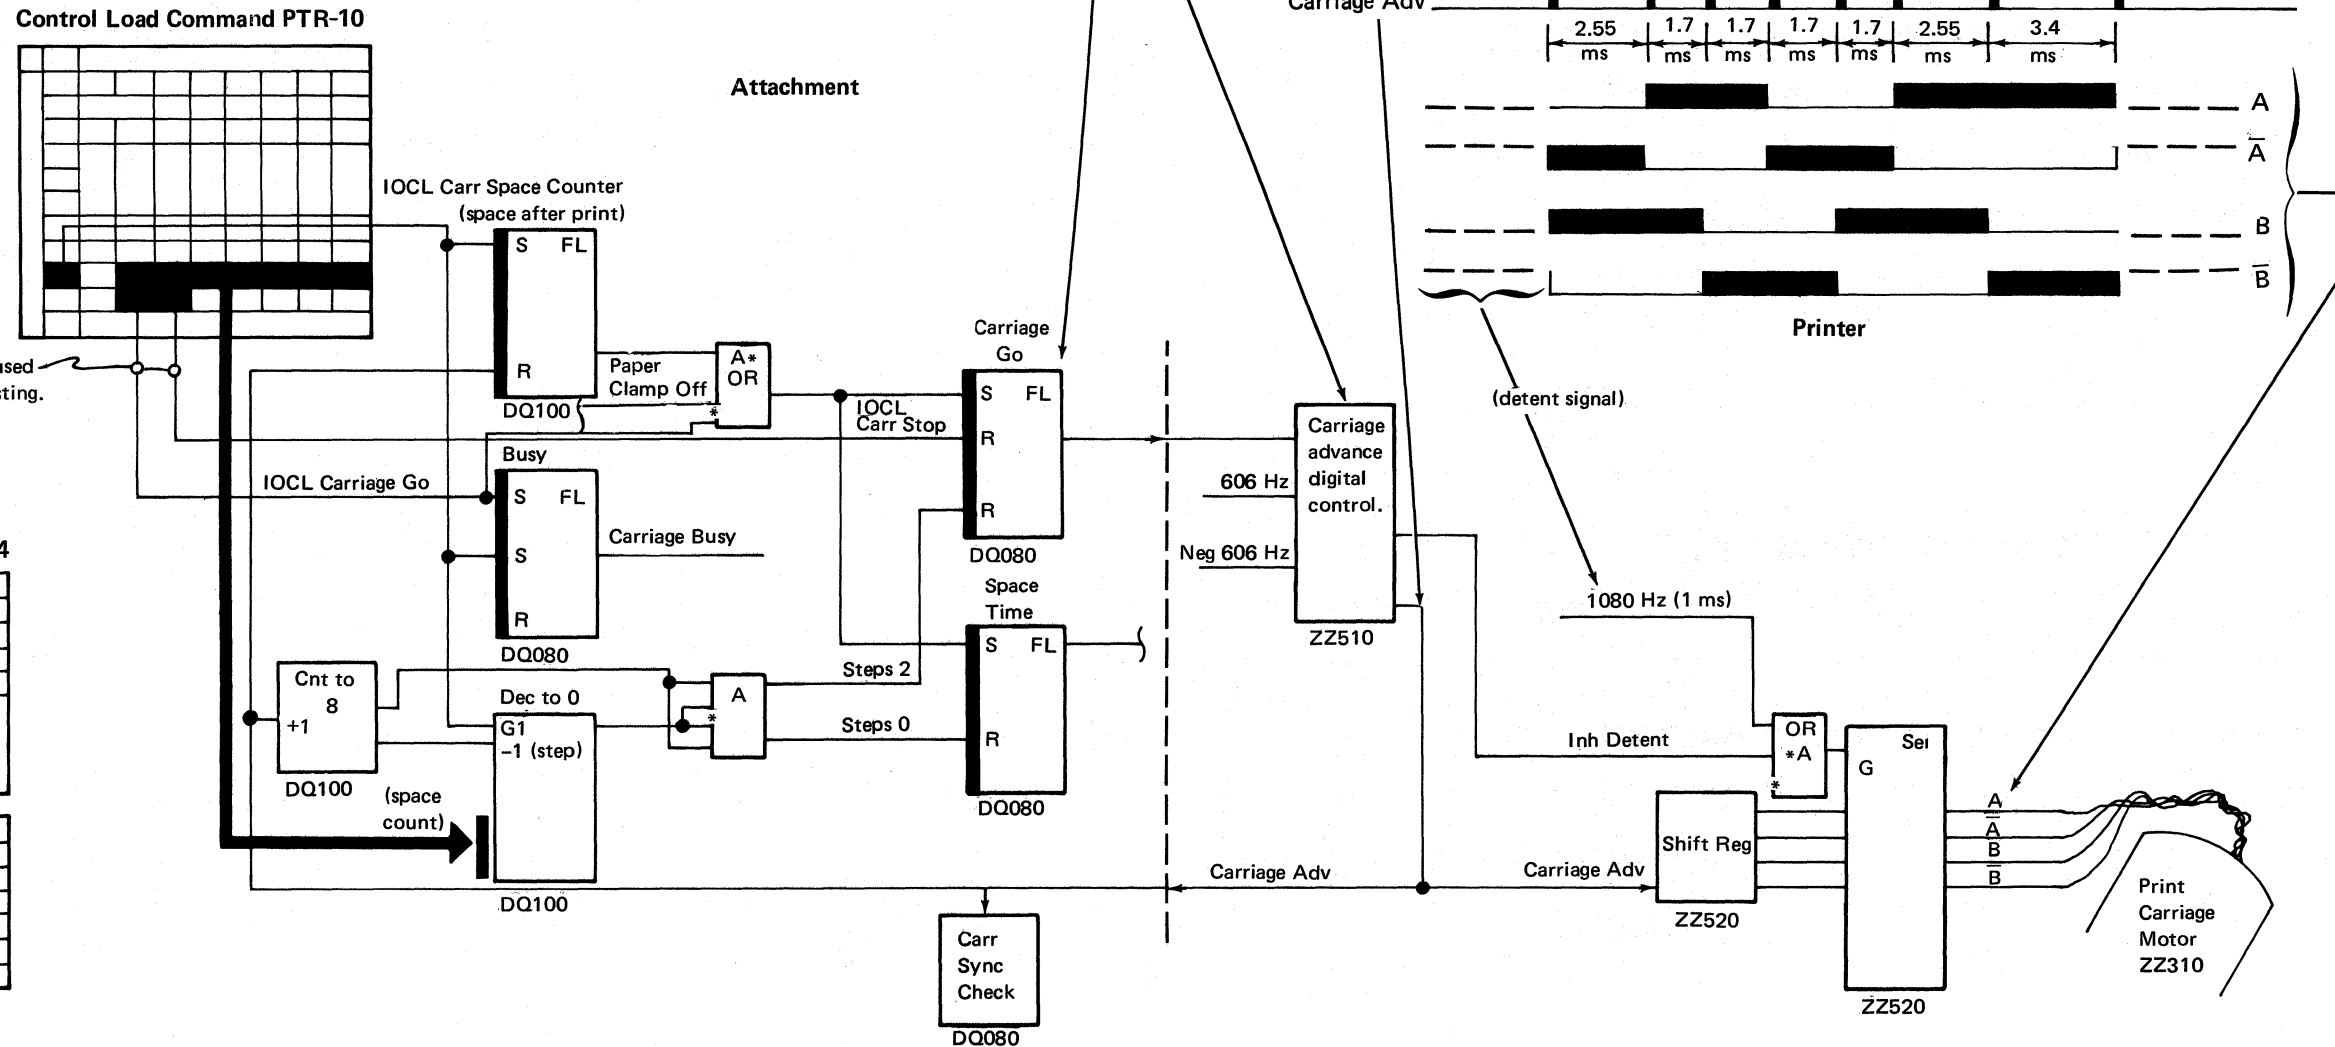 Control Load Command PTR-10
Attachment
Carriage Adv
2.55 ms
1.7 ms
1.7 ms
1.7 ms
1.7 ms
2.55 ms
3.4 ms
A
A̅
B
B̅
Printer
(detent signal)
IOCL Carr Space Counter
(space after print)
S FL
R
DQ100
Paper
Clamp Off
A*
OR
*
IOCL
Carr Stop
Carriage
Go
S FL
R
R
DQ080
Busy
IOCL Carriage Go
S FL
S
R
DQ080
Carriage Busy
Space
Time
S FL
R
DQ080
Steps 2
Steps 0
A
*
Cnt to
8
+1
DQ100
Dec to 0
G1
–1 (step)
DQ100
(space
count)
Carr
Sync
Check
DQ080
606 Hz
Neg 606 Hz
Carriage
advance
digital
control.
ZZ510
1080 Hz (1 ms)
Inh Detent
OR
*A
*
Carriage Adv
Carriage Adv
Shift Reg
ZZ520
Sel
G
ZZ520
A
A̅
B
B̅
Print
Carriage
Motor
ZZ310
used
sting.
4